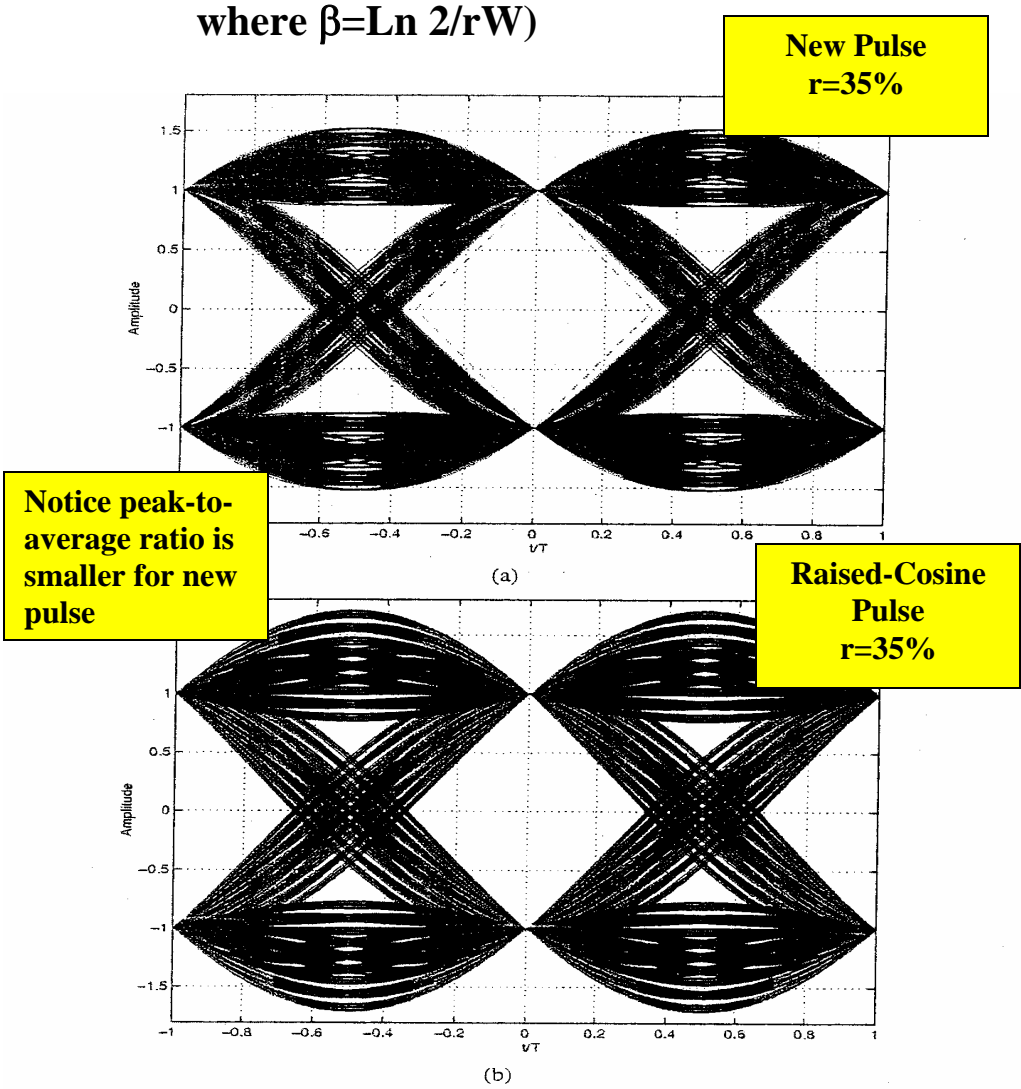 where β=Ln 2/rW)
New Pulse
r=35%
1.5
1
0.5
0
−0.5
−1
Amplitude
−0.6
−0.4
−0.2
0
0.2
0.4
0.6
0.8
1
t/T
(a)
Notice peak-to-
average ratio is
smaller for new
pulse
Raised-Cosine
Pulse
r=35%
1
0.5
0
−0.5
−1
−1.5
Amplitude
−1
−0.8
−0.6
−0.4
−0.2
0
0.2
0.4
0.6
0.8
1
t/T
(b)